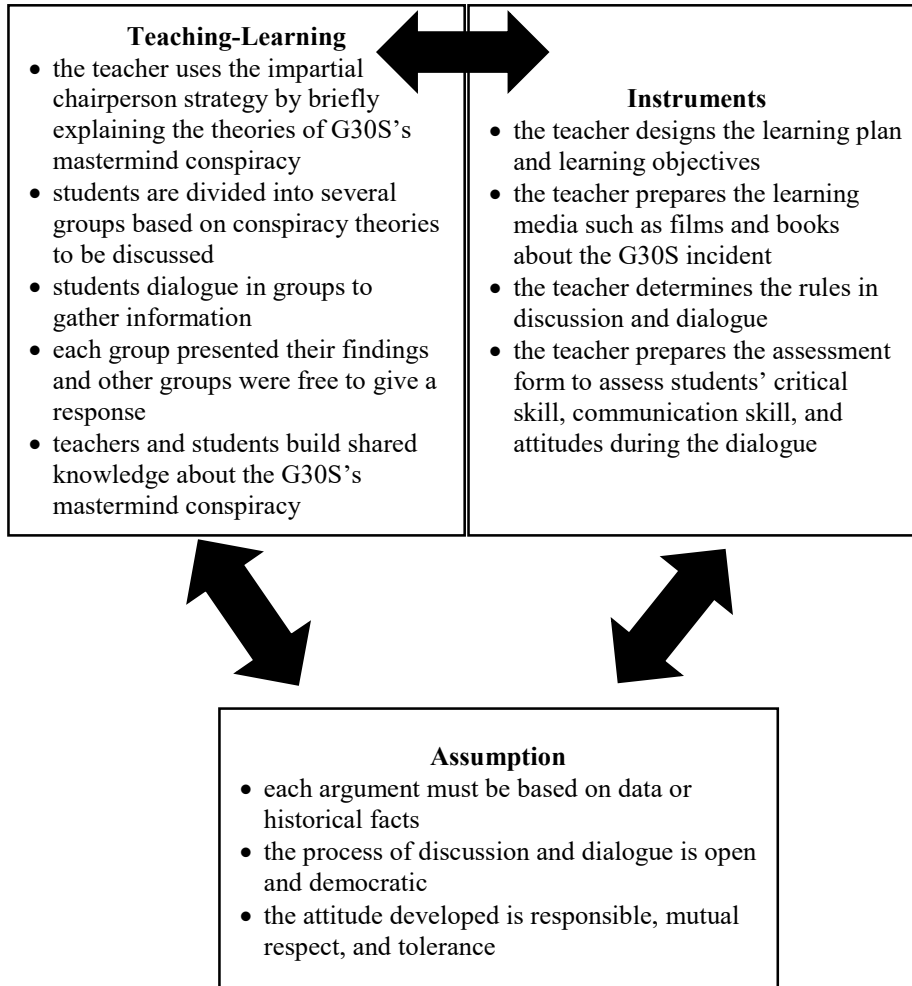 Teaching-Learning
• the teacher uses the impartial
chairperson strategy by briefly
explaining the theories of G30S’s
mastermind conspiracy
• students are divided into several
groups based on conspiracy theories
to be discussed
• students dialogue in groups to
gather information
• each group presented their findings
and other groups were free to give a
response
• teachers and students build shared
knowledge about the G30S’s
mastermind conspiracy
Instruments
• the teacher designs the learning plan
and learning objectives
• the teacher prepares the learning
media such as films and books
about the G30S incident
• the teacher determines the rules in
discussion and dialogue
• the teacher prepares the assessment
form to assess students’ critical
skill, communication skill, and
attitudes during the dialogue
Assumption
• each argument must be based on data or
historical facts
• the process of discussion and dialogue is open
and democratic
• the attitude developed is responsible, mutual
respect, and tolerance